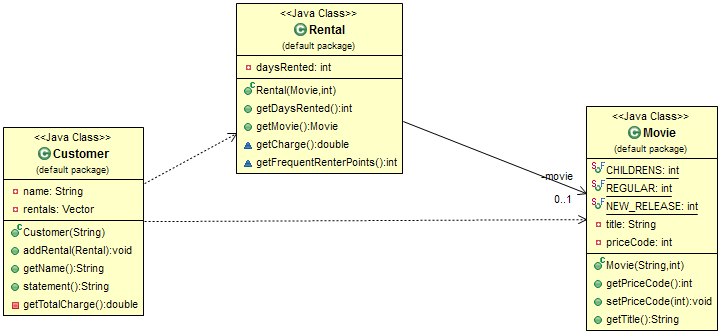 <<Java Class>>
Rental
(default package)
daysRented: int
Rental(Movie,int)
getDaysRented():int
getMovie():Movie
getCharge():double
getFrequentRenterPoints():int
<<Java Class>>
Customer
(default package)
name: String
rentals: Vector
Customer(String)
addRental(Rental):void
getName():String
statement():String
getTotalCharge():double
-movie
0..1
<<Java Class>>
Movie
(default package)
CHILDRENS: int
REGULAR: int
NEW_RELEASE: int
title: String
priceCode: int
Movie(String,int)
getPriceCode():int
setPriceCode(int):void
getTitle():String